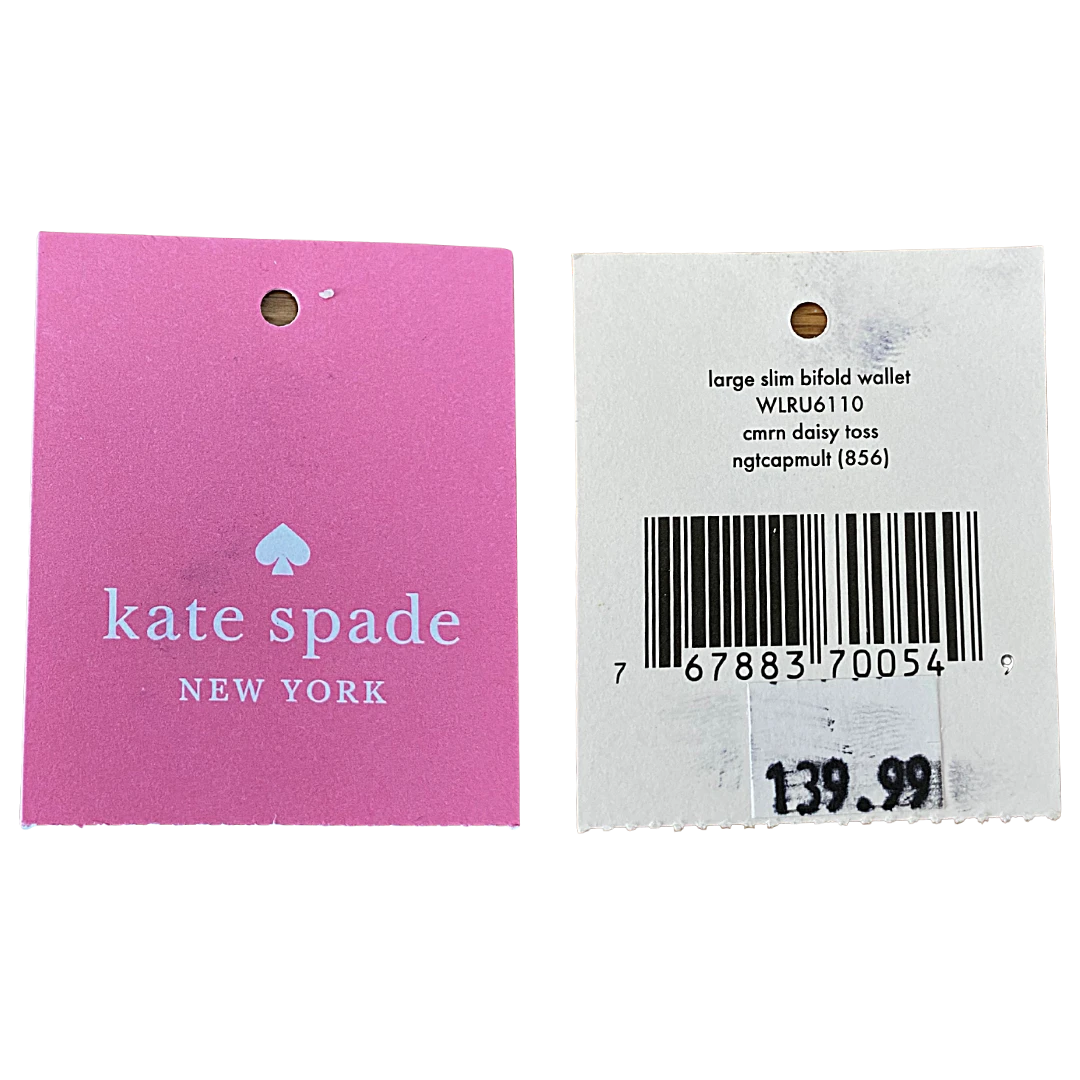 kate spade
NEW YORK
large slim bifold wallet
WLRU6110
cmrn daisy toss
ngtcapmult (856)
7 67883 70054 9
139.99